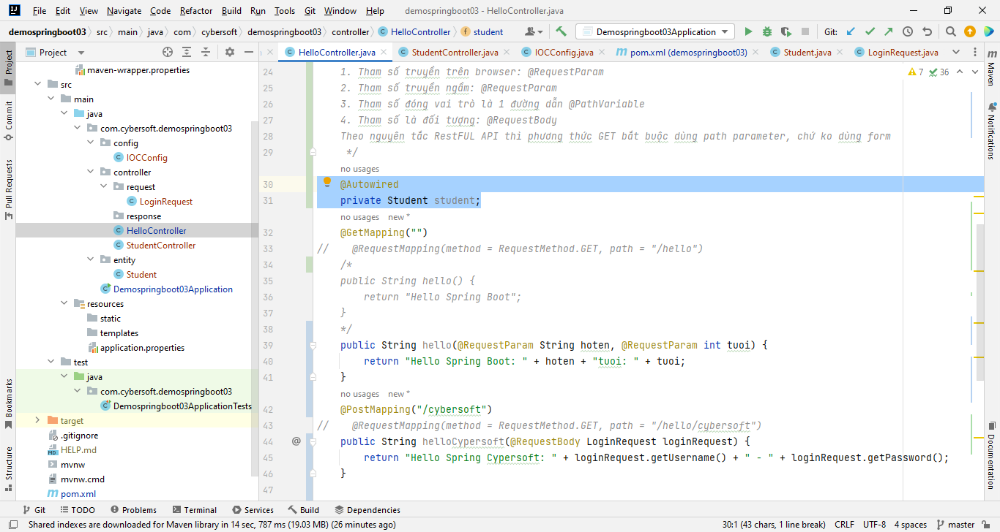 File Edit View Navigate Code Refactor Build Run Tools Git Window Help demospringboot03 - HelloController.java
demospringboot03 src main java com cybersoft demospringboot03 controller HelloController student Demospringboot03Application Git:
Project HelloController.java StudentController.java IOCConfig.java pom.xml (demospringboot03) Student.java LoginRequest.java
Project
Commit
Pull Requests
Bookmarks
Structure
maven-wrapper.properties
src
main
java
com.cybersoft.demospringboot03
config
IOCConfig
controller
request
LoginRequest
response
HelloController
StudentController
entity
Student
Demospringboot03Application
resources
static
templates
application.properties
test
java
com.cybersoft.demospringboot03
Demospringboot03ApplicationTests
target
.gitignore
HELP.md
mvnw
mvnw.cmd
pom.xml
7 36
24 1. Tham số truyền trên browser: @RequestParam
25 2. Tham số truyền ngầm: @RequestParam
26 3. Tham số đóng vai trò là 1 đường dẫn @PathVariable
27 4. Tham số là đối tượng: @RequestBody
28 Theo nguyên tắc RestFUL API thì phương thức GET bắt buộc dùng path parameter, chứ ko dùng form
29 */
no usages
30 @Autowired
31 private Student student;
no usages new *
32 @GetMapping("")
33 // @RequestMapping(method = RequestMethod.GET, path = "/hello")
34 /*
35 public String hello() {
36 return "Hello Spring Boot";
37 }
38 */
39 public String hello(@RequestParam String hoten, @RequestParam int tuoi) {
40 return "Hello Spring Boot: " + hoten + "tuoi: " + tuoi;
41 }
no usages new *
42 @PostMapping("/cybersoft")
43 // @RequestMapping(method = RequestMethod.GET, path = "/hello/cybersoft")
44 @ public String helloCypersoft(@RequestBody LoginRequest loginRequest) {
45 return "Hello Spring Cypersoft: " + loginRequest.getUsername() + " - " + loginRequest.getPassword();
46 }
47
Maven
Notifications
Documentation
Git TODO Problems Terminal Services Build Dependencies
Shared indexes are downloaded for Maven library in 14 sec, 787 ms (19.03 MB) (26 minutes ago) 30:1 (43 chars, 1 line break) CRLF UTF-8 4 spaces master